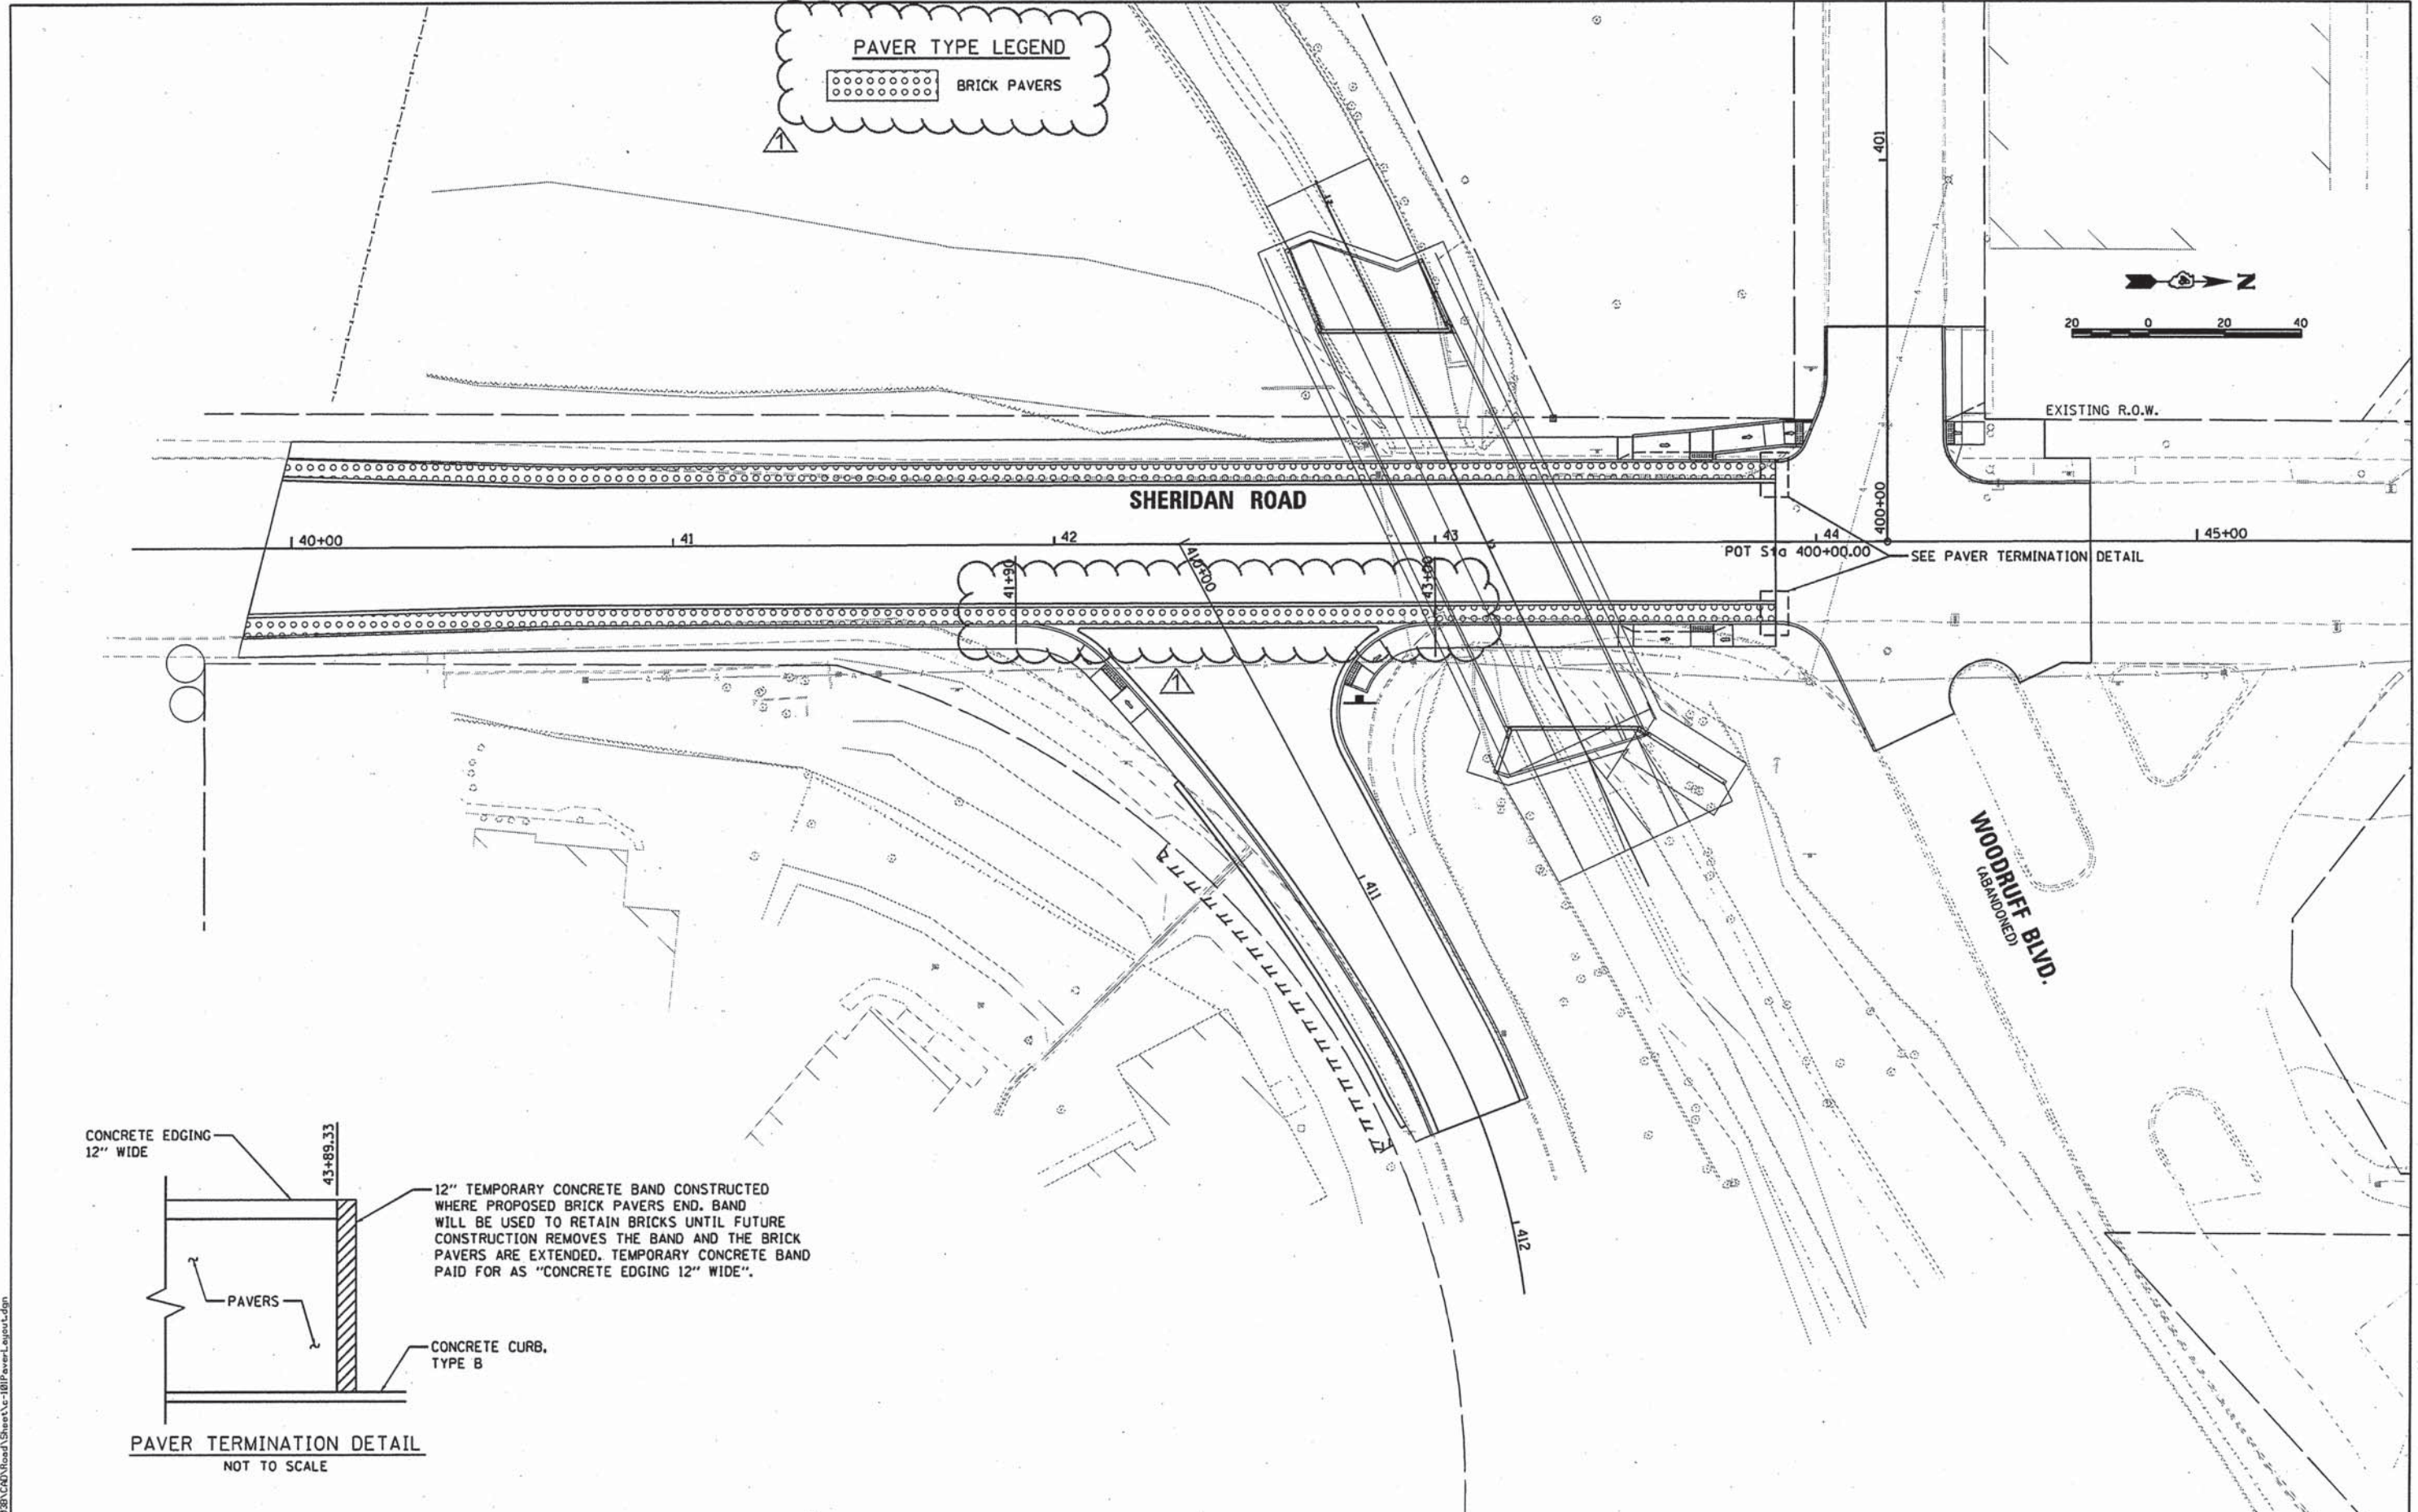 PAVER TYPE LEGEND
BRICK PAVERS
1
401
N
20 0 20 40
EXISTING R.O.W.
SHERIDAN ROAD
40+00
41
42
43
44
45+00
400+00
POT Sta 400+00.00
SEE PAVER TERMINATION DETAIL
41+90
410+00
43+00
1
411
412
WOODRUFF BLVD.
(ABANDONED)
CONCRETE EDGING
12" WIDE
43+89.33
12" TEMPORARY CONCRETE BAND CONSTRUCTED
WHERE PROPOSED BRICK PAVERS END. BAND
WILL BE USED TO RETAIN BRICKS UNTIL FUTURE
CONSTRUCTION REMOVES THE BAND AND THE BRICK
PAVERS ARE EXTENDED. TEMPORARY CONCRETE BAND
PAID FOR AS "CONCRETE EDGING 12" WIDE".
PAVERS
CONCRETE CURB,
TYPE B
PAVER TERMINATION DETAIL
NOT TO SCALE